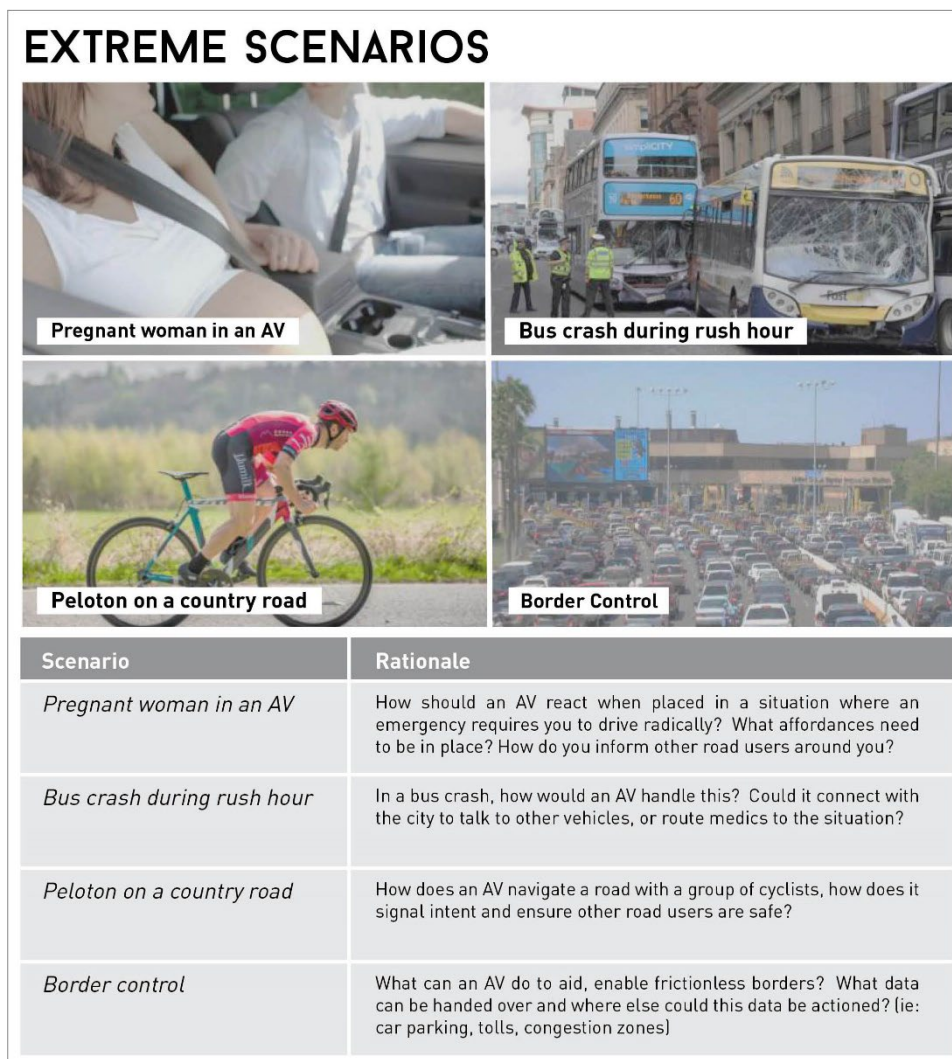 EXTREME SCENARIOS
Pregnant woman in an AV
simpliCITY
60
Bus crash during rush hour
Fast
Peloton on a country road
Border Control
Scenario
Rationale
Pregnant woman in an AV
How should an AV react when placed in a situation where an
emergency requires you to drive radically? What affordances need
to be in place? How do you inform other road users around you?
Bus crash during rush hour
In a bus crash, how would an AV handle this? Could it connect with
the city to talk to other vehicles, or route medics to the situation?
Peloton on a country road
How does an AV navigate a road with a group of cyclists, how does it
signal intent and ensure other road users are safe?
Border control
What can an AV do to aid, enable frictionless borders? What data
can be handed over and where else could this data be actioned? (ie:
car parking, tolls, congestion zones)